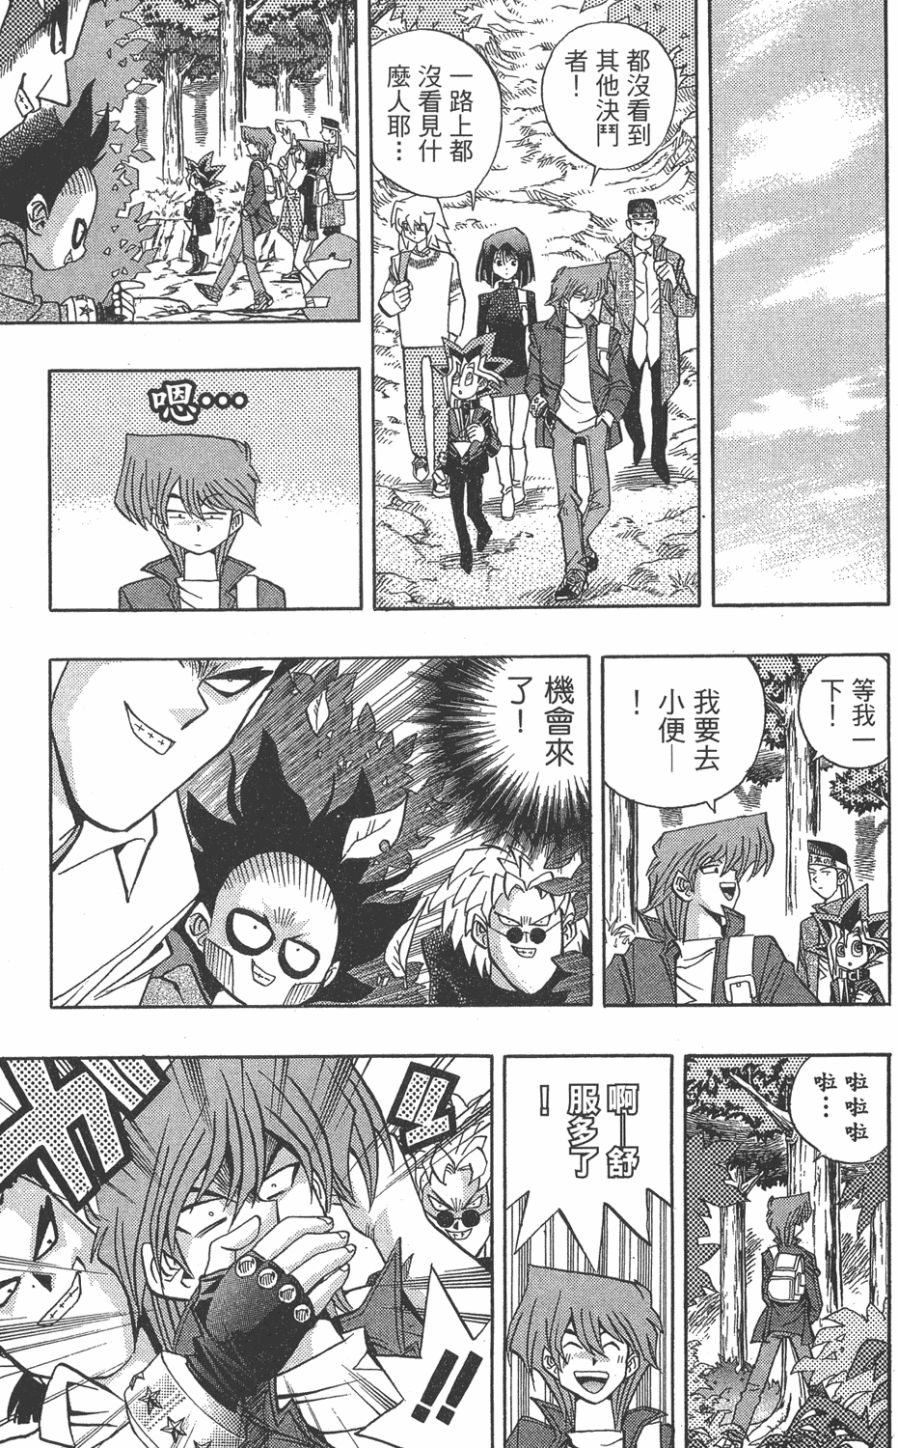 都沒看到
其他決鬥
者！
一路上都
沒看見什
麼人耶…
嗯…
等我一
下！
我要去
小便─
！
機會來
了！
啦啦啦
啦…
啊─舒
服多了
！
!!